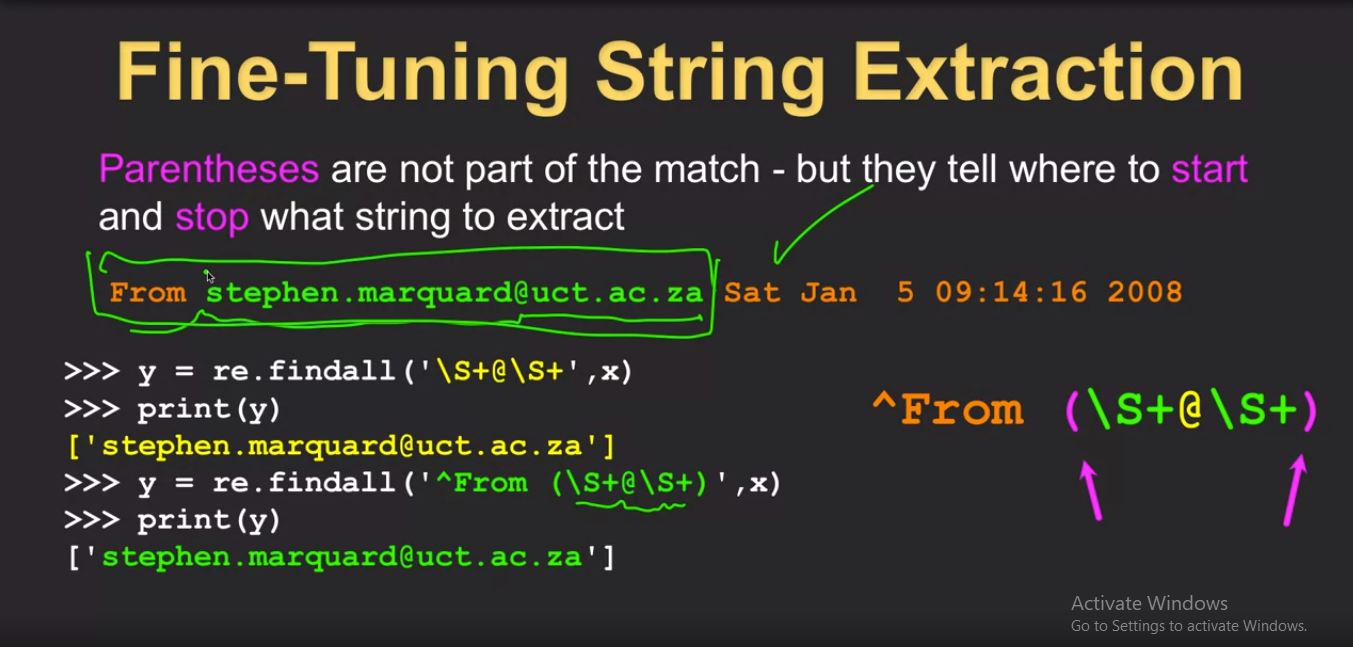 Fine-Tuning String Extraction
Parentheses are not part of the match - but they tell where to start
and stop what string to extract
From stephen.marquard@uct.ac.za Sat Jan  5 09:14:16 2008
>>> y = re.findall('\S+@\S+',x)
>>> print(y)
['stephen.marquard@uct.ac.za']
>>> y = re.findall('^From (\S+@\S+)',x)
>>> print(y)
['stephen.marquard@uct.ac.za']
^From (\S+@\S+)
Activate Windows
Go to Settings to activate Windows.